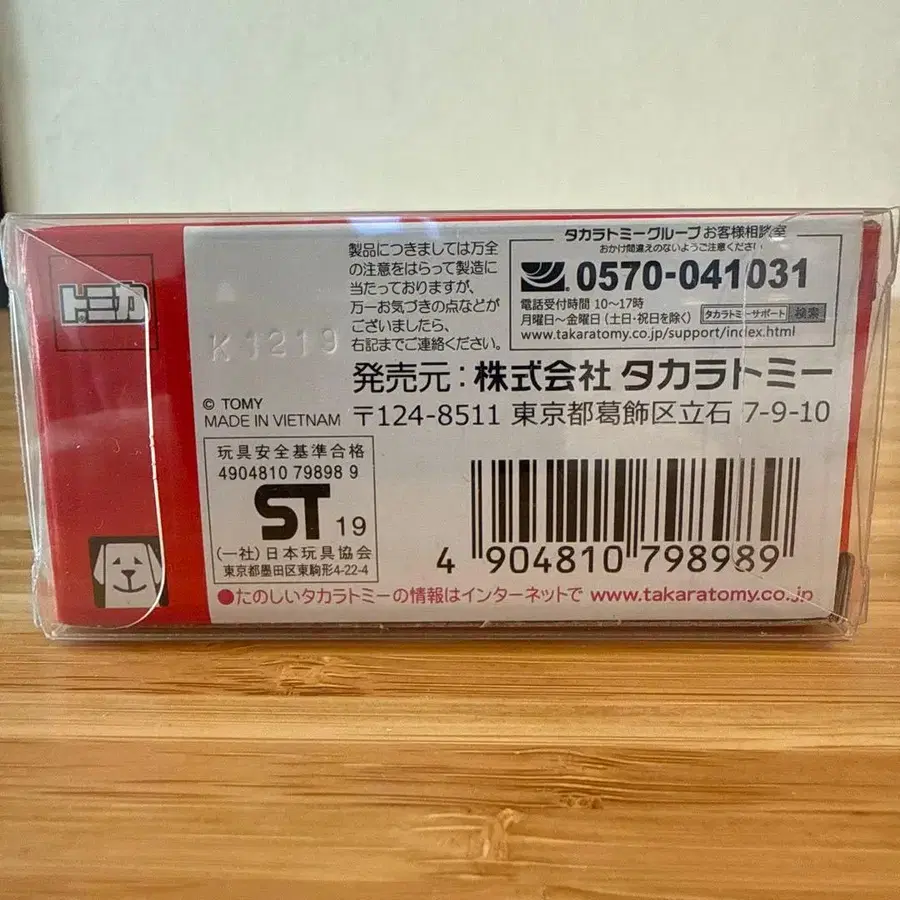 トミカ
K1219
© TOMY
MADE IN VIETNAM
製品につきましては万全
の注意をはらって製造に
当たっておりますが、
万一お気づきの点などが
ございましたら、
右記までご連絡ください。
タカラトミーグループ お客様相談室
おかけ間違えのないようご注意ください
0570-041031
電話受付時間 10〜17時
月曜日〜金曜日（土日・祝日を除く）
タカラトミーサポート 検索
www.takaratomy.co.jp/support/index.html
発売元：株式会社 タカラトミー
〒124-8511 東京都葛飾区立石 7-9-10
玩具安全基準合格
4904810 79898 9
ST 19
(一社)日本玩具協会
東京都墨田区東駒形4-22-4
4 904810 798989
●たのしいタカラトミーの情報はインターネットで www.takaratomy.co.jp